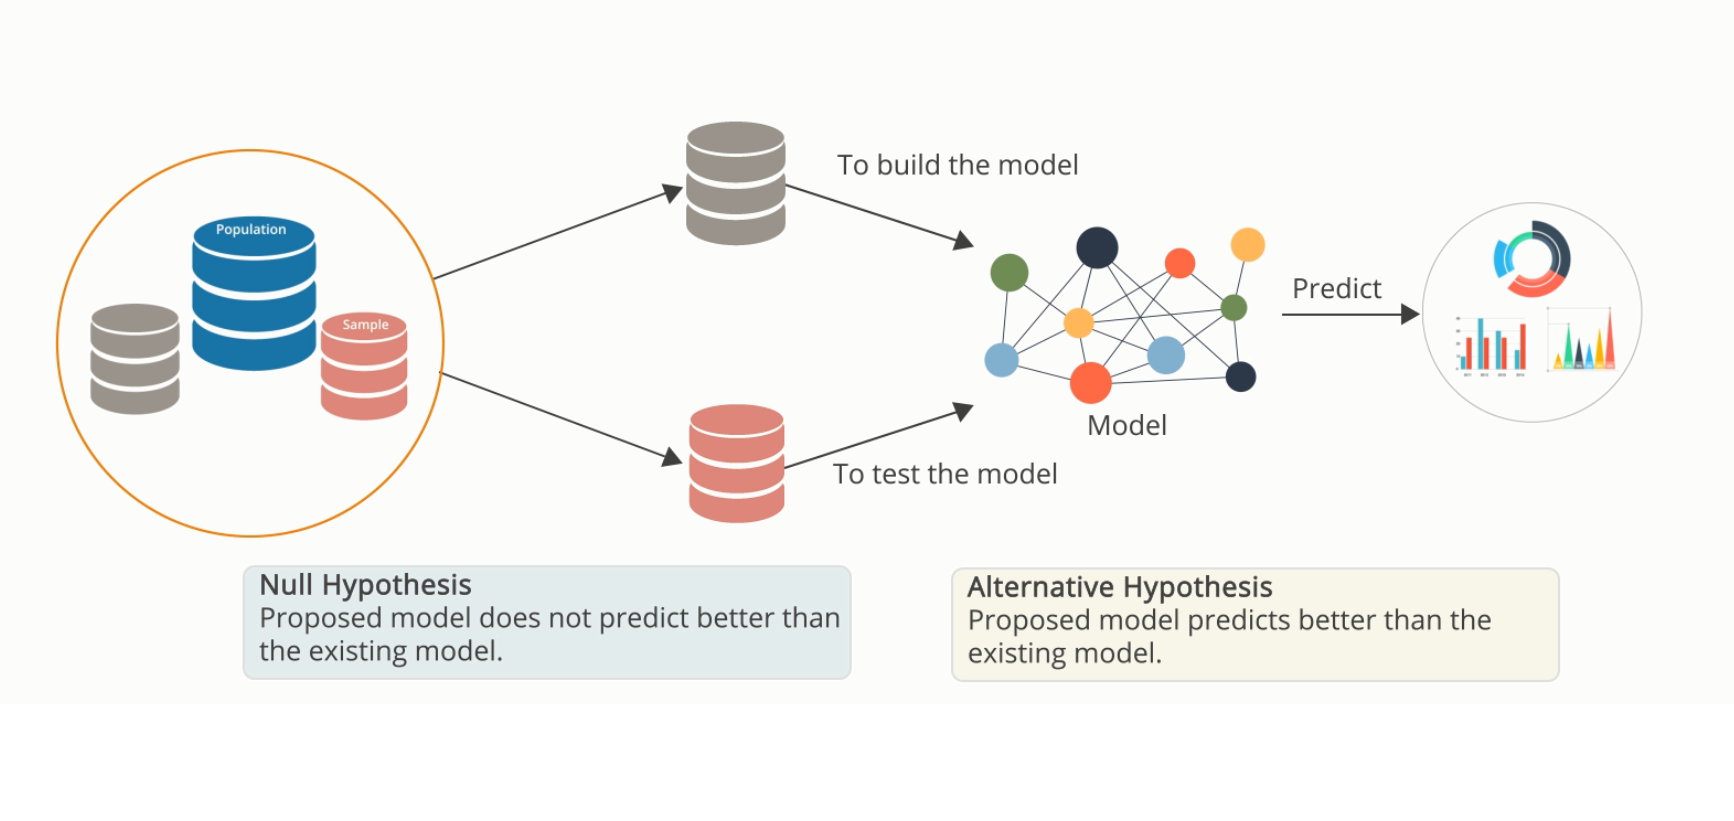 Population
Sample
To build the model
To test the model
Model
Predict
Null Hypothesis
Proposed model does not predict better than
the existing model.
Alternative Hypothesis
Proposed model predicts better than the
existing model.